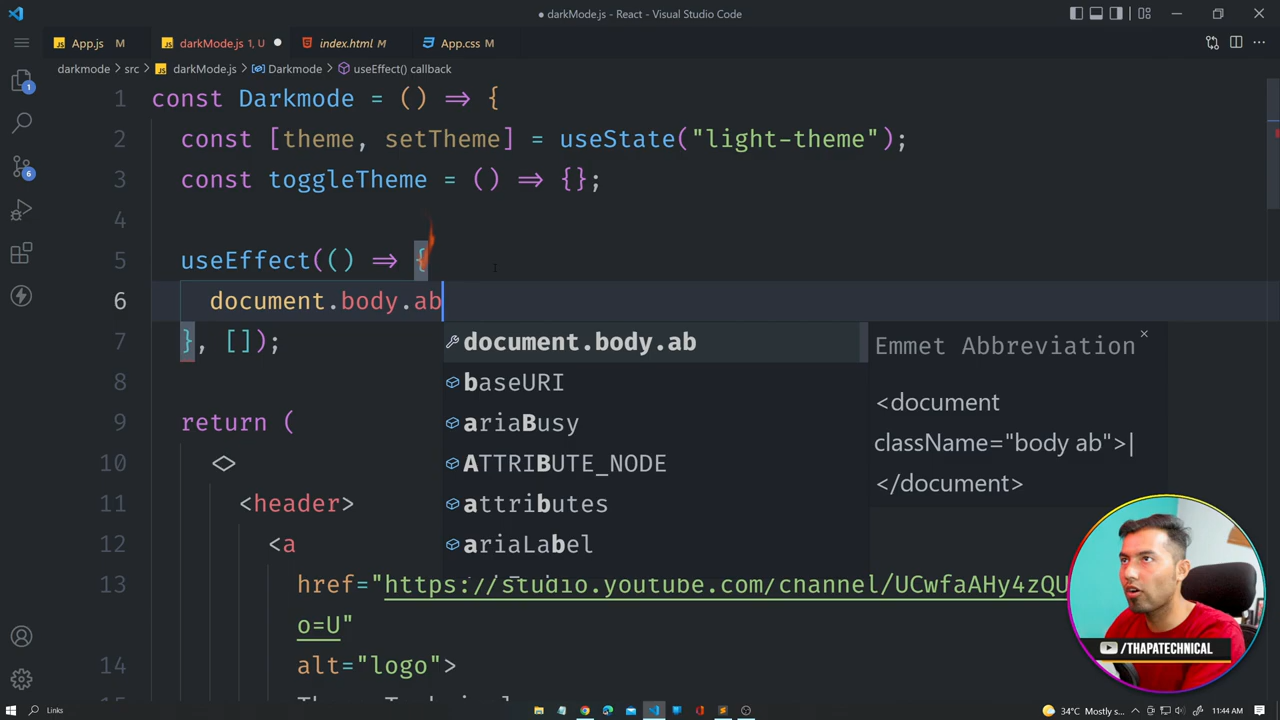 ● darkMode.js - React - Visual Studio Code
App.js M
darkMode.js 1, U ●
index.html M
App.css M
darkmode > src > darkMode.js > Darkmode > useEffect() callback
1 const Darkmode = () => {
2 const [theme, setTheme] = useState("light-theme");
3 const toggleTheme = () => {};
4
5 useEffect(() => {
6 document.body.ab
7 }, []);
8
9 return (
10 <>
11 <header>
12 <a
13 href="https://studio.youtube.com/channel/UCwfaAHy4zQU
o=U"
14 alt="logo">
document.body.ab
baseURI
ariaBusy
ATTRIBUTE_NODE
attributes
ariaLabel
Emmet Abbreviation
<document
className="body ab">|
</document>
1
6
/THAPATECHNICAL
Links
34°C Mostly s...
11:44 AM